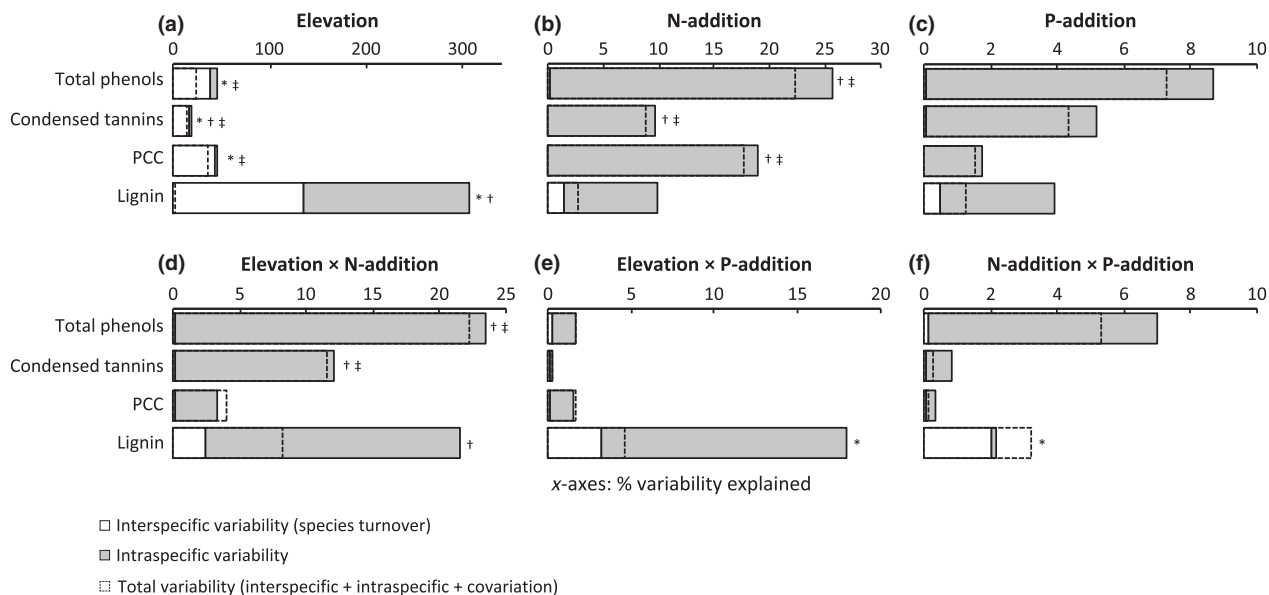 (a) Elevation
0 100 200 300
Total phenols * ‡
Condensed tannins * † ‡
PCC * ‡
Lignin * †
(b) N-addition
0 5 10 15 20 25 30
† ‡
† ‡
† ‡
(c) P-addition
0 2 4 6 8 10
(d) Elevation × N-addition
0 5 10 15 20 25
Total phenols † ‡
Condensed tannins † ‡
PCC
Lignin †
(e) Elevation × P-addition
0 5 10 15 20
*
(f) N-addition × P-addition
0 2 4 6 8 10
*
x-axes: % variability explained
Interspecific variability (species turnover)
Intraspecific variability
Total variability (interspecific + intraspecific + covariation)